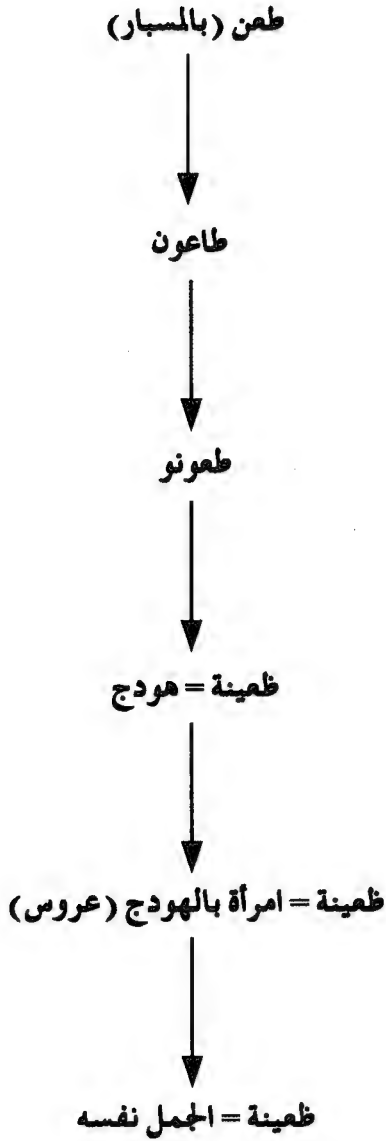 طعن (بالمسبار)
طاعون
طعونو
ظعينة = هودج
ظعينة = امرأة بالهودج (عروس)
ظعينة = الجمل نفسه